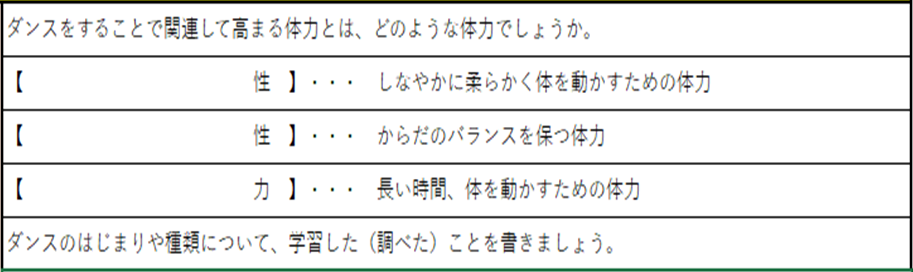 ダンスをすることで関連して高まる体力とは、どのような体力でしょうか。
【　　　　　　　　性　】・・・　しなやかに柔らかく体を動かすための体力
【　　　　　　　　性　】・・・　からだのバランスを保つ体力
【　　　　　　　　力　】・・・　長い時間、体を動かすための体力
ダンスのはじまりや種類について、学習した（調べた）ことを書きましょう。